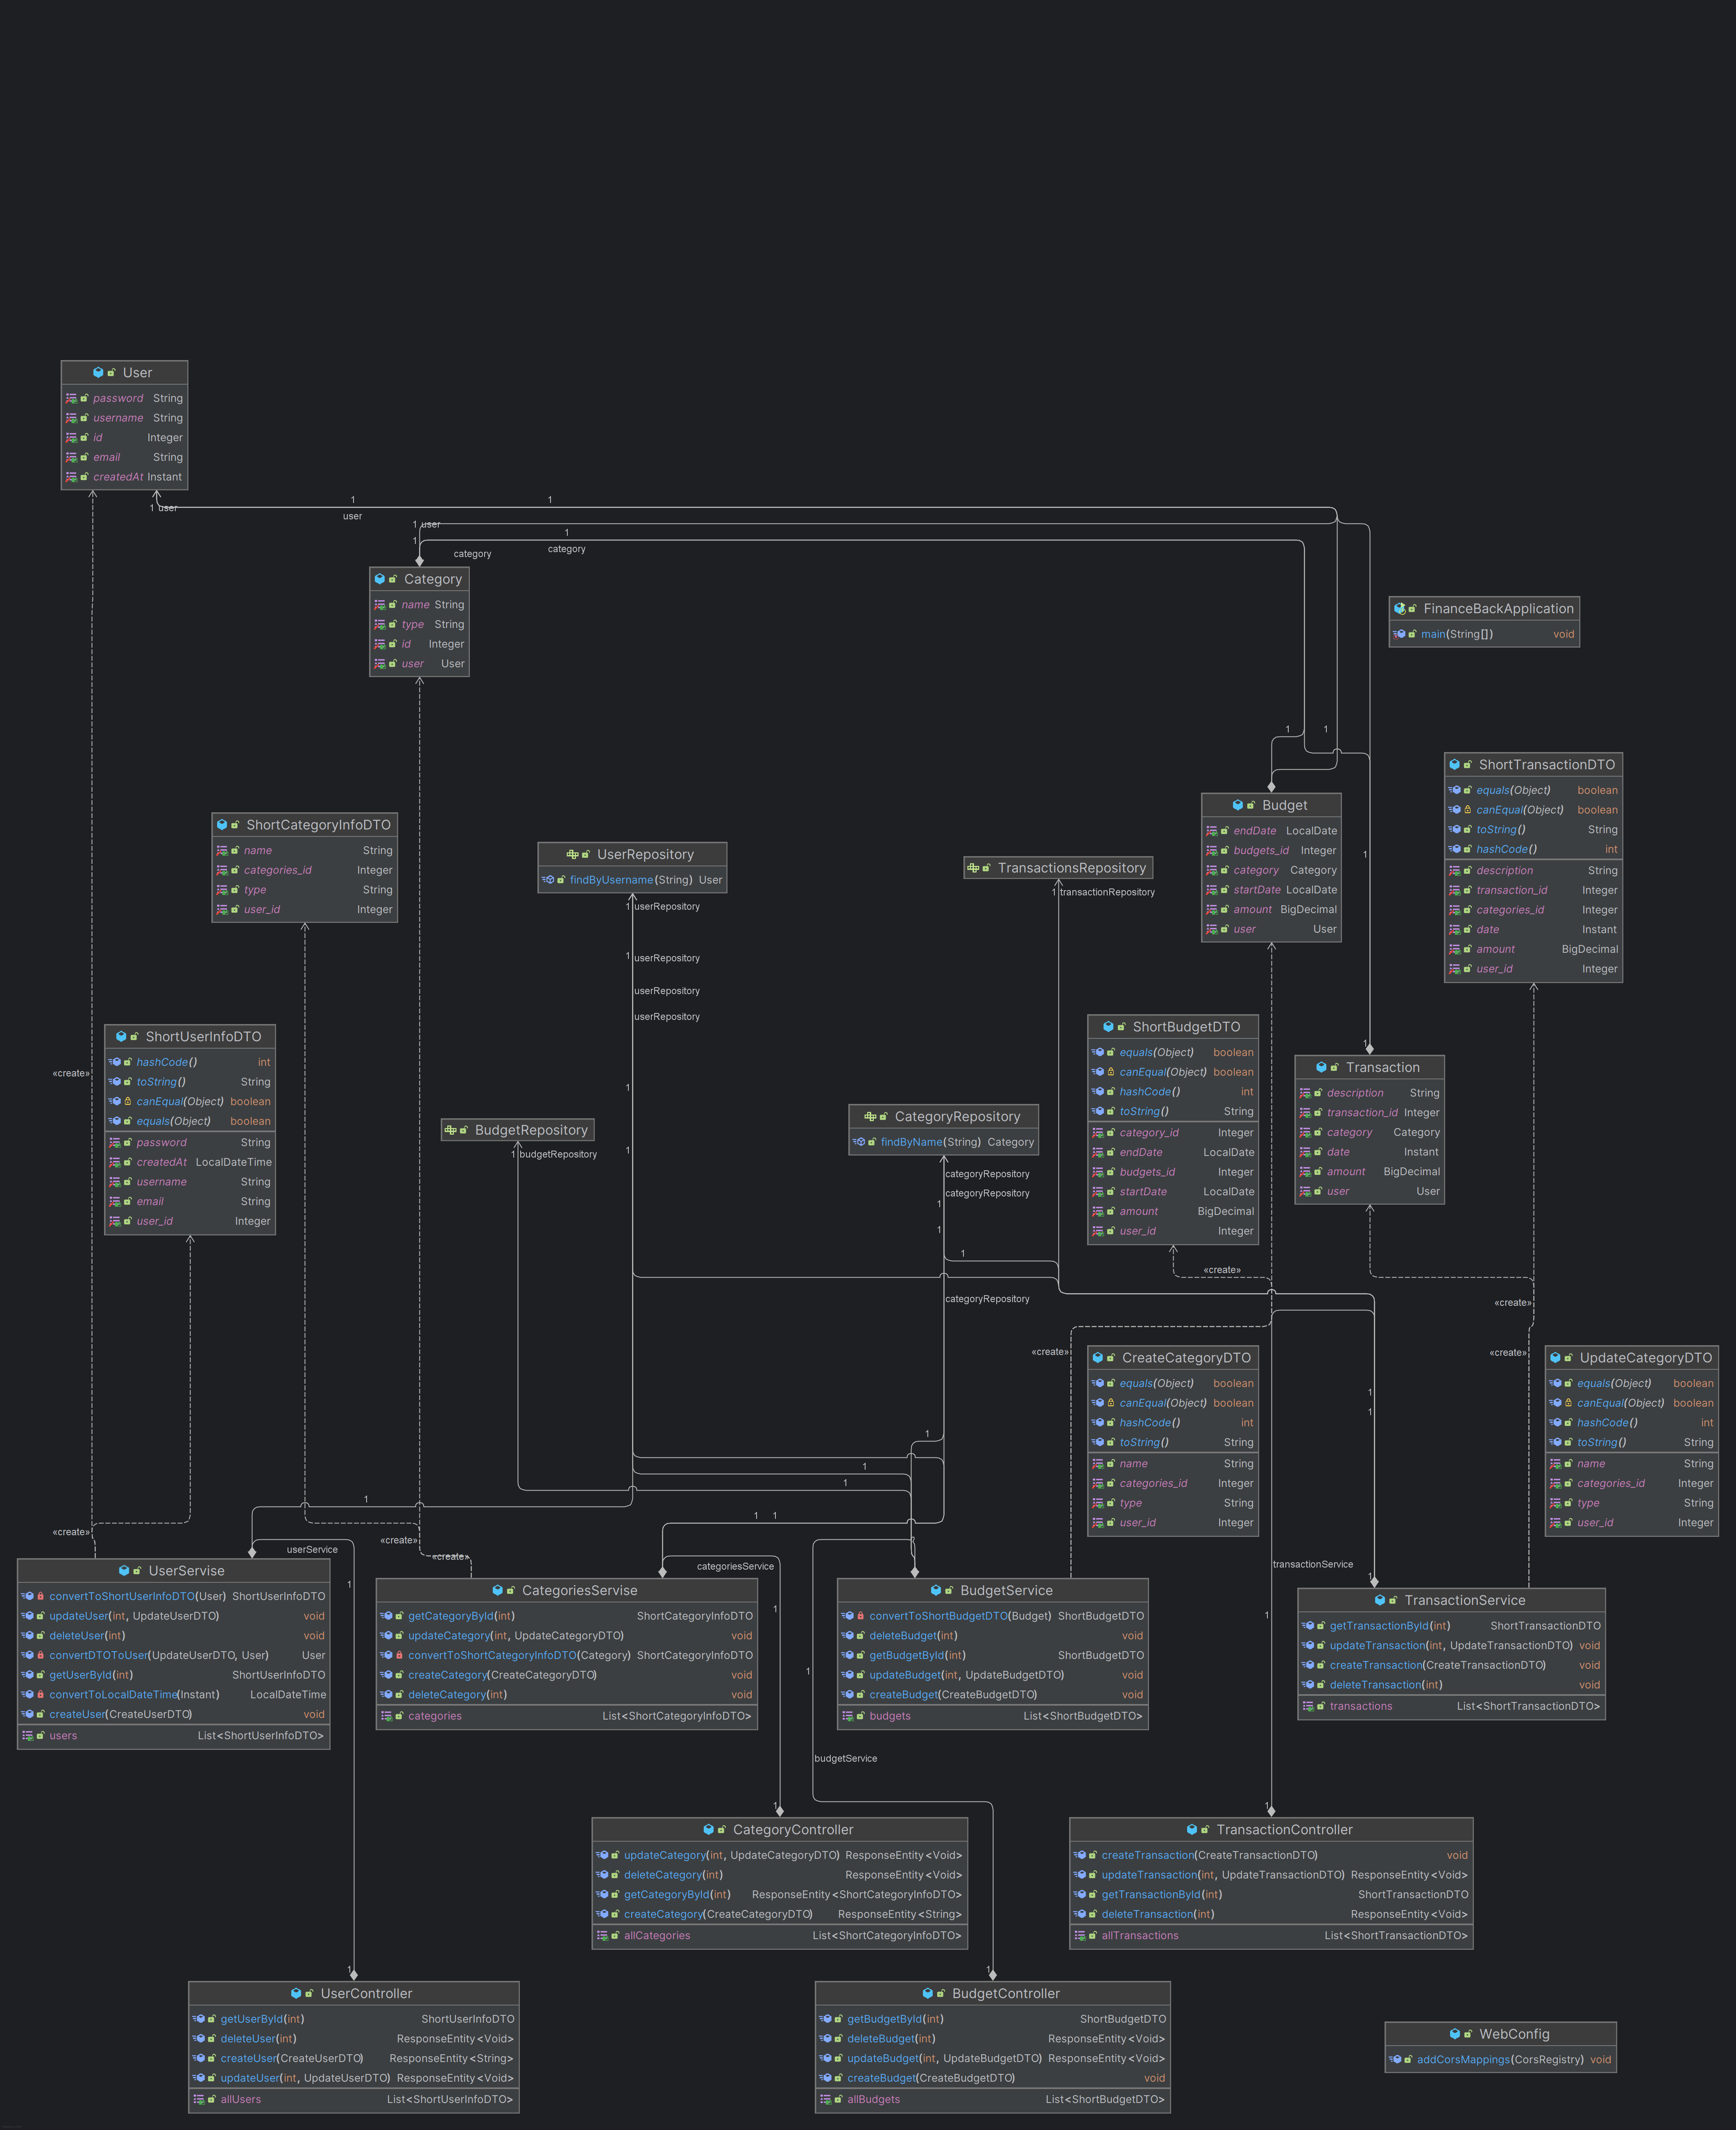 User
password String
username String
id Integer
email String
createdAt Instant
1 user
1
user
1
1 user
1
category
1
category
Category
name String
type String
id Integer
user User
FinanceBackApplication
main(String[]) void
1
1
ShortTransactionDTO
equals(Object) boolean
canEqual(Object) boolean
toString() String
hashCode() int
description String
transaction_id Integer
categories_id Integer
date Instant
amount BigDecimal
user_id Integer
Budget
endDate LocalDate
budgets_id Integer
category Category
startDate LocalDate
amount BigDecimal
user User
ShortCategoryInfoDTO
name String
categories_id Integer
type String
user_id Integer
UserRepository
findByUsername(String) User
TransactionsRepository
1 transactionRepository
1
1 userRepository
1 userRepository
userRepository
userRepository
1
1
ShortUserInfoDTO
hashCode() int
toString() String
canEqual(Object) boolean
equals(Object) boolean
password String
createdAt LocalDateTime
username String
email String
user_id Integer
«create»
ShortBudgetDTO
equals(Object) boolean
canEqual(Object) boolean
hashCode() int
toString() String
category_id Integer
endDate LocalDate
budgets_id Integer
startDate LocalDate
amount BigDecimal
user_id Integer
1
Transaction
description String
transaction_id Integer
category Category
date Instant
amount BigDecimal
user User
BudgetRepository
1 budgetRepository
CategoryRepository
findByName(String) Category
categoryRepository
categoryRepository
1
1
1
categoryRepository
«create»
«create»
«create»
«create»
CreateCategoryDTO
equals(Object) boolean
canEqual(Object) boolean
hashCode() int
toString() String
name String
categories_id Integer
type String
user_id Integer
1
1
UpdateCategoryDTO
equals(Object) boolean
canEqual(Object) boolean
hashCode() int
toString() String
name String
categories_id Integer
type String
user_id Integer
1
1
1
1
1 1
«create»
userService
«create»
«create»
categoriesService
transactionService
1
UserServise
convertToShortUserInfoDTO(User) ShortUserInfoDTO
updateUser(int, UpdateUserDTO) void
deleteUser(int) void
convertDTOToUser(UpdateUserDTO, User) User
getUserById(int) ShortUserInfoDTO
convertToLocalDateTime(Instant) LocalDateTime
createUser(CreateUserDTO) void
users List<ShortUserInfoDTO>
1
CategoriesServise
getCategoryById(int) ShortCategoryInfoDTO
updateCategory(int, UpdateCategoryDTO) void
convertToShortCategoryInfoDTO(Category) ShortCategoryInfoDTO
createCategory(CreateCategoryDTO) void
deleteCategory(int) void
categories List<ShortCategoryInfoDTO>
1
BudgetService
convertToShortBudgetDTO(Budget) ShortBudgetDTO
deleteBudget(int) void
getBudgetById(int) ShortBudgetDTO
updateBudget(int, UpdateBudgetDTO) void
createBudget(CreateBudgetDTO) void
budgets List<ShortBudgetDTO>
1
1
TransactionService
getTransactionById(int) ShortTransactionDTO
updateTransaction(int, UpdateTransactionDTO) void
createTransaction(CreateTransactionDTO) void
deleteTransaction(int) void
transactions List<ShortTransactionDTO>
budgetService
1
1
CategoryController
updateCategory(int, UpdateCategoryDTO) ResponseEntity<Void>
deleteCategory(int) ResponseEntity<Void>
getCategoryById(int) ResponseEntity<ShortCategoryInfoDTO>
createCategory(CreateCategoryDTO) ResponseEntity<String>
allCategories List<ShortCategoryInfoDTO>
TransactionController
createTransaction(CreateTransactionDTO) void
updateTransaction(int, UpdateTransactionDTO) ResponseEntity<Void>
getTransactionById(int) ShortTransactionDTO
deleteTransaction(int) ResponseEntity<Void>
allTransactions List<ShortTransactionDTO>
1
1
UserController
getUserById(int) ShortUserInfoDTO
deleteUser(int) ResponseEntity<Void>
createUser(CreateUserDTO) ResponseEntity<String>
updateUser(int, UpdateUserDTO) ResponseEntity<Void>
allUsers List<ShortUserInfoDTO>
BudgetController
getBudgetById(int) ShortBudgetDTO
deleteBudget(int) ResponseEntity<Void>
updateBudget(int, UpdateBudgetDTO) ResponseEntity<Void>
createBudget(CreateBudgetDTO) void
allBudgets List<ShortBudgetDTO>
WebConfig
addCorsMappings(CorsRegistry) void